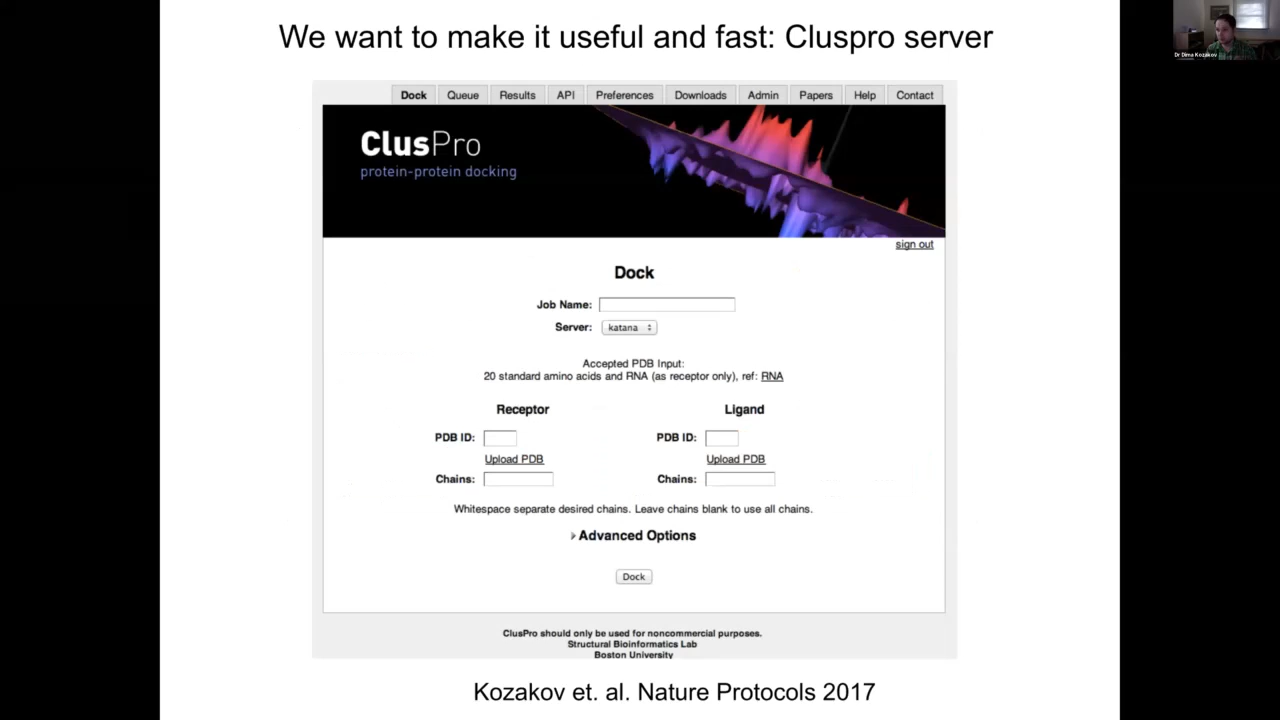 We want to make it useful and fast: Cluspro server
Dr Dima Kozakov
Dock Queue Results API Preferences Downloads Admin Papers Help Contact
ClusPro
protein-protein docking
sign out
Dock
Job Name:
Server: katana
Accepted PDB Input:
20 standard amino acids and RNA (as receptor only), ref: RNA
Receptor Ligand
PDB ID: PDB ID:
Upload PDB Upload PDB
Chains: Chains:
Whitespace separate desired chains. Leave chains blank to use all chains.
Advanced Options
Dock
ClusPro should only be used for noncommercial purposes.
Structural Bioinformatics Lab
Boston University
Kozakov et. al. Nature Protocols 2017